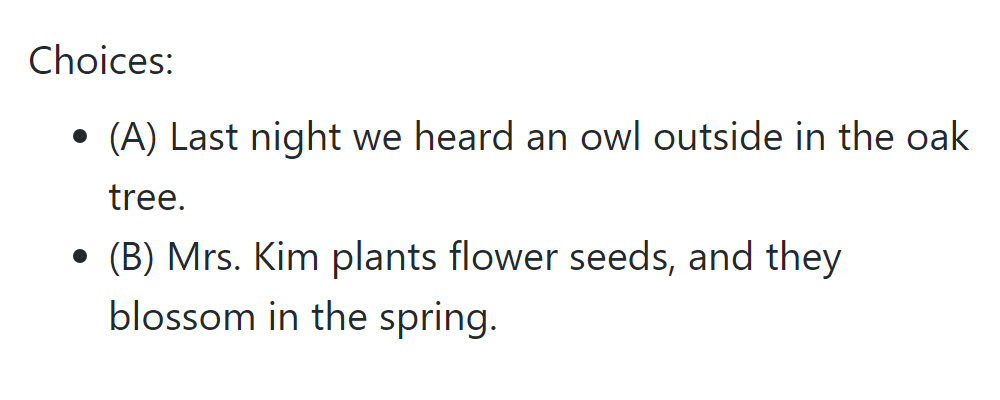 Choices:
• (A) Last night we heard an owl outside in the oak
tree.
• (B) Mrs. Kim plants flower seeds, and they
blossom in the spring.